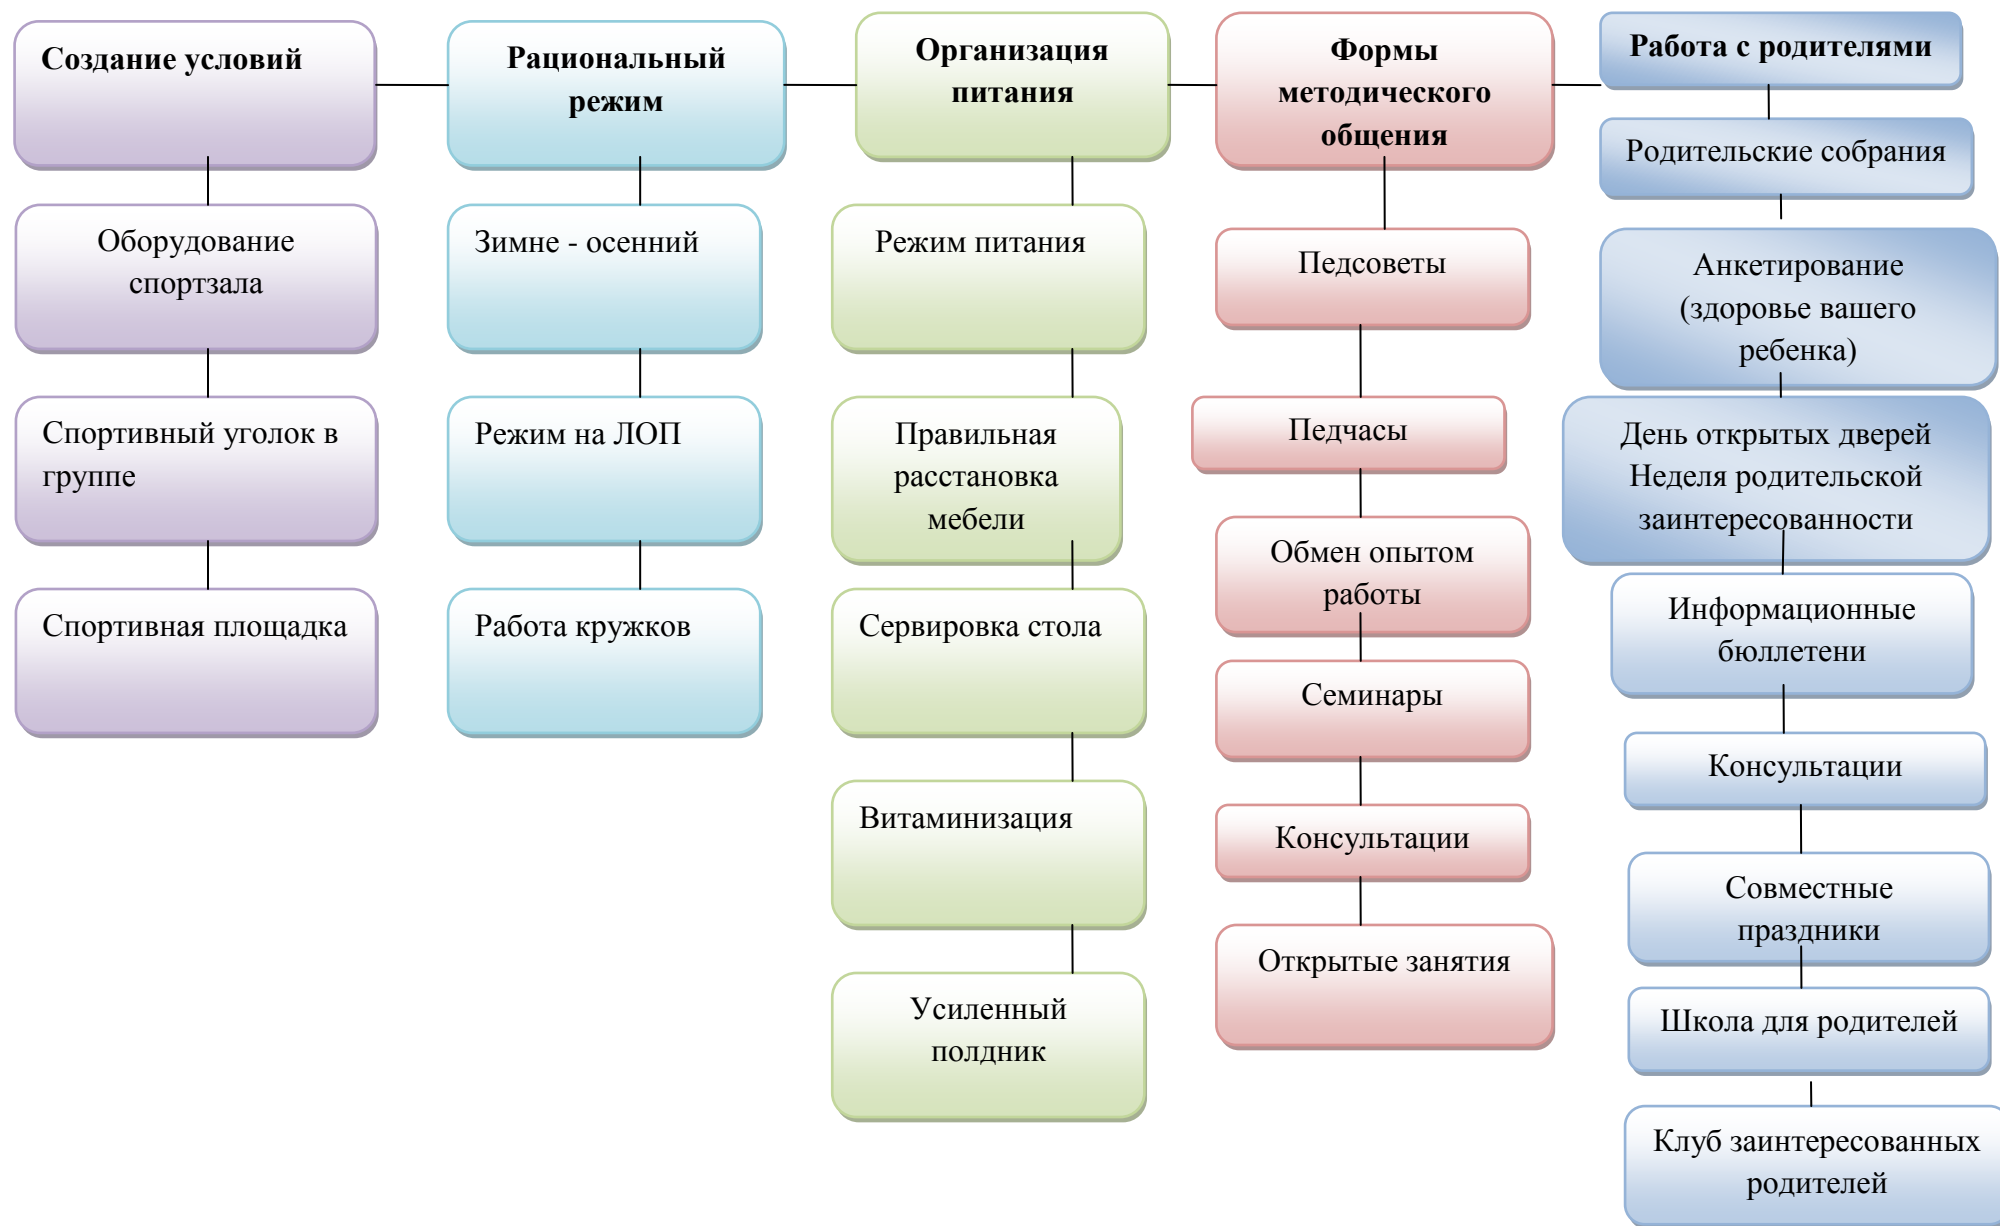 Создание условий
Оборудование
спортзала
Спортивный уголок в
группе
Спортивная площадка
Рациональный
режим
Зимне - осенний
Режим на ЛОП
Работа кружков
Организация
питания
Режим питания
Правильная
расстановка
мебели
Сервировка стола
Витаминизация
Усиленный
полдник
Формы
методического
общения
Педсоветы
Педчасы
Обмен опытом
работы
Семинары
Консультации
Открытые занятия
Работа с родителями
Родительские собрания
Анкетирование
(здоровье вашего
ребенка)
День открытых дверей
Неделя родительской
заинтересованности
Информационные
бюллетени
Консультации
Совместные
праздники
Школа для родителей
Клуб заинтересованных
родителей